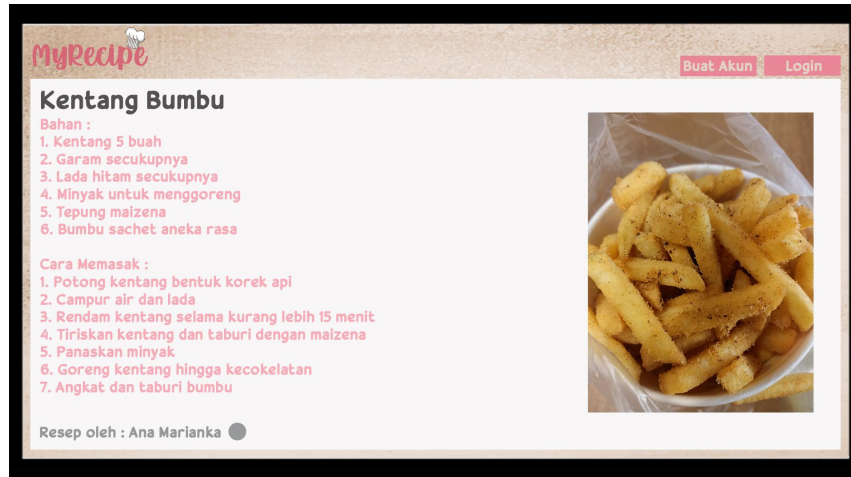 MyRecipe
Buat Akun
Login
Kentang Bumbu
Bahan :
1. Kentang 5 buah
2. Garam secukupnya
3. Lada hitam secukupnya
4. Minyak untuk menggoreng
5. Tepung maizena
6. Bumbu sachet aneka rasa
Cara Memasak :
1. Potong kentang bentuk korek api
2. Campur air dan lada
3. Rendam kentang selama kurang lebih 15 menit
4. Tiriskan kentang dan taburi dengan maizena
5. Panaskan minyak
6. Goreng kentang hingga kecokelatan
7. Angkat dan taburi bumbu
Resep oleh : Ana Marianka